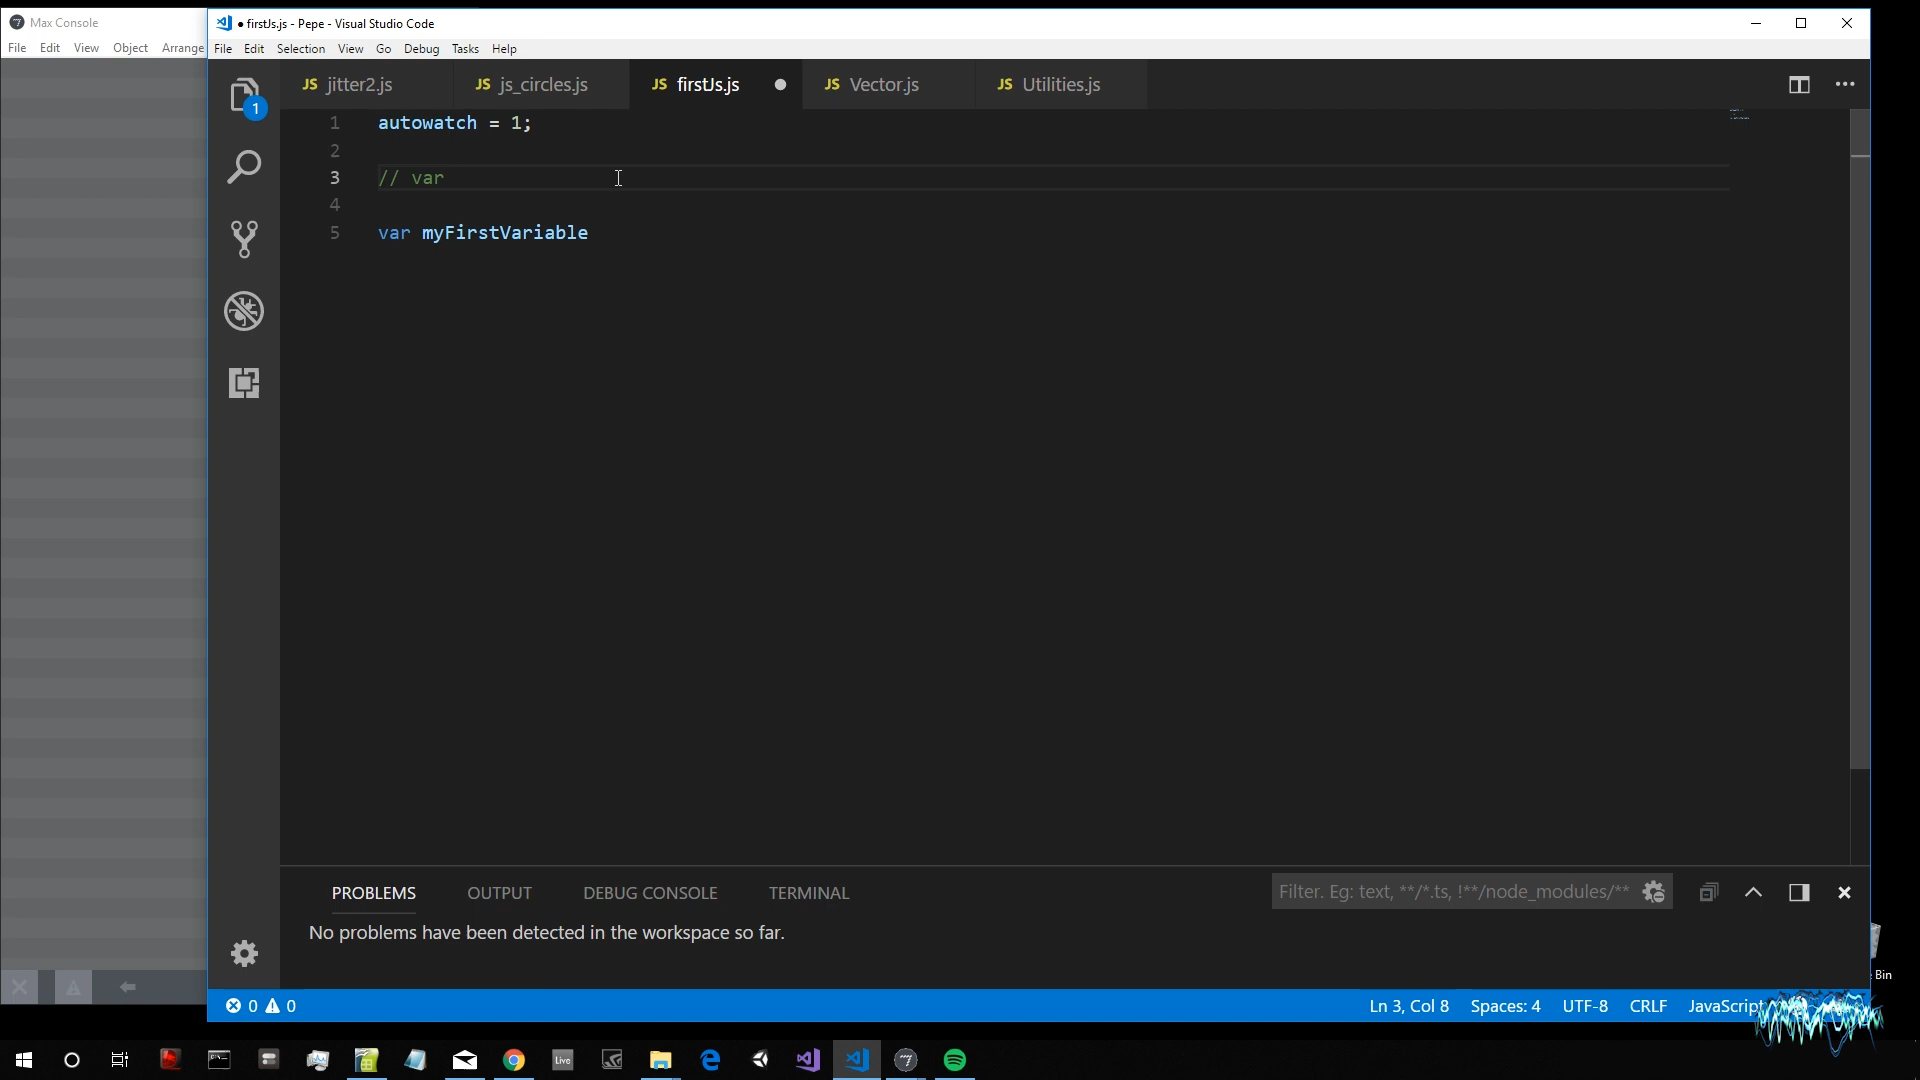 Max Console
File Edit View Object Arrange
● firstJs.js - Pepe - Visual Studio Code
File Edit Selection View Go Debug Tasks Help
JS jitter2.js JS js_circles.js JS firstJs.js JS Vector.js JS Utilities.js
1
1 autowatch = 1;
2
3 // var
4
5 var myFirstVariable
PROBLEMS OUTPUT DEBUG CONSOLE TERMINAL
Filter. Eg: text, **/*.ts, !**/node_modules/**
No problems have been detected in the workspace so far.
Bin
0 0 Ln 3, Col 8 Spaces: 4 UTF-8 CRLF JavaScript
Live